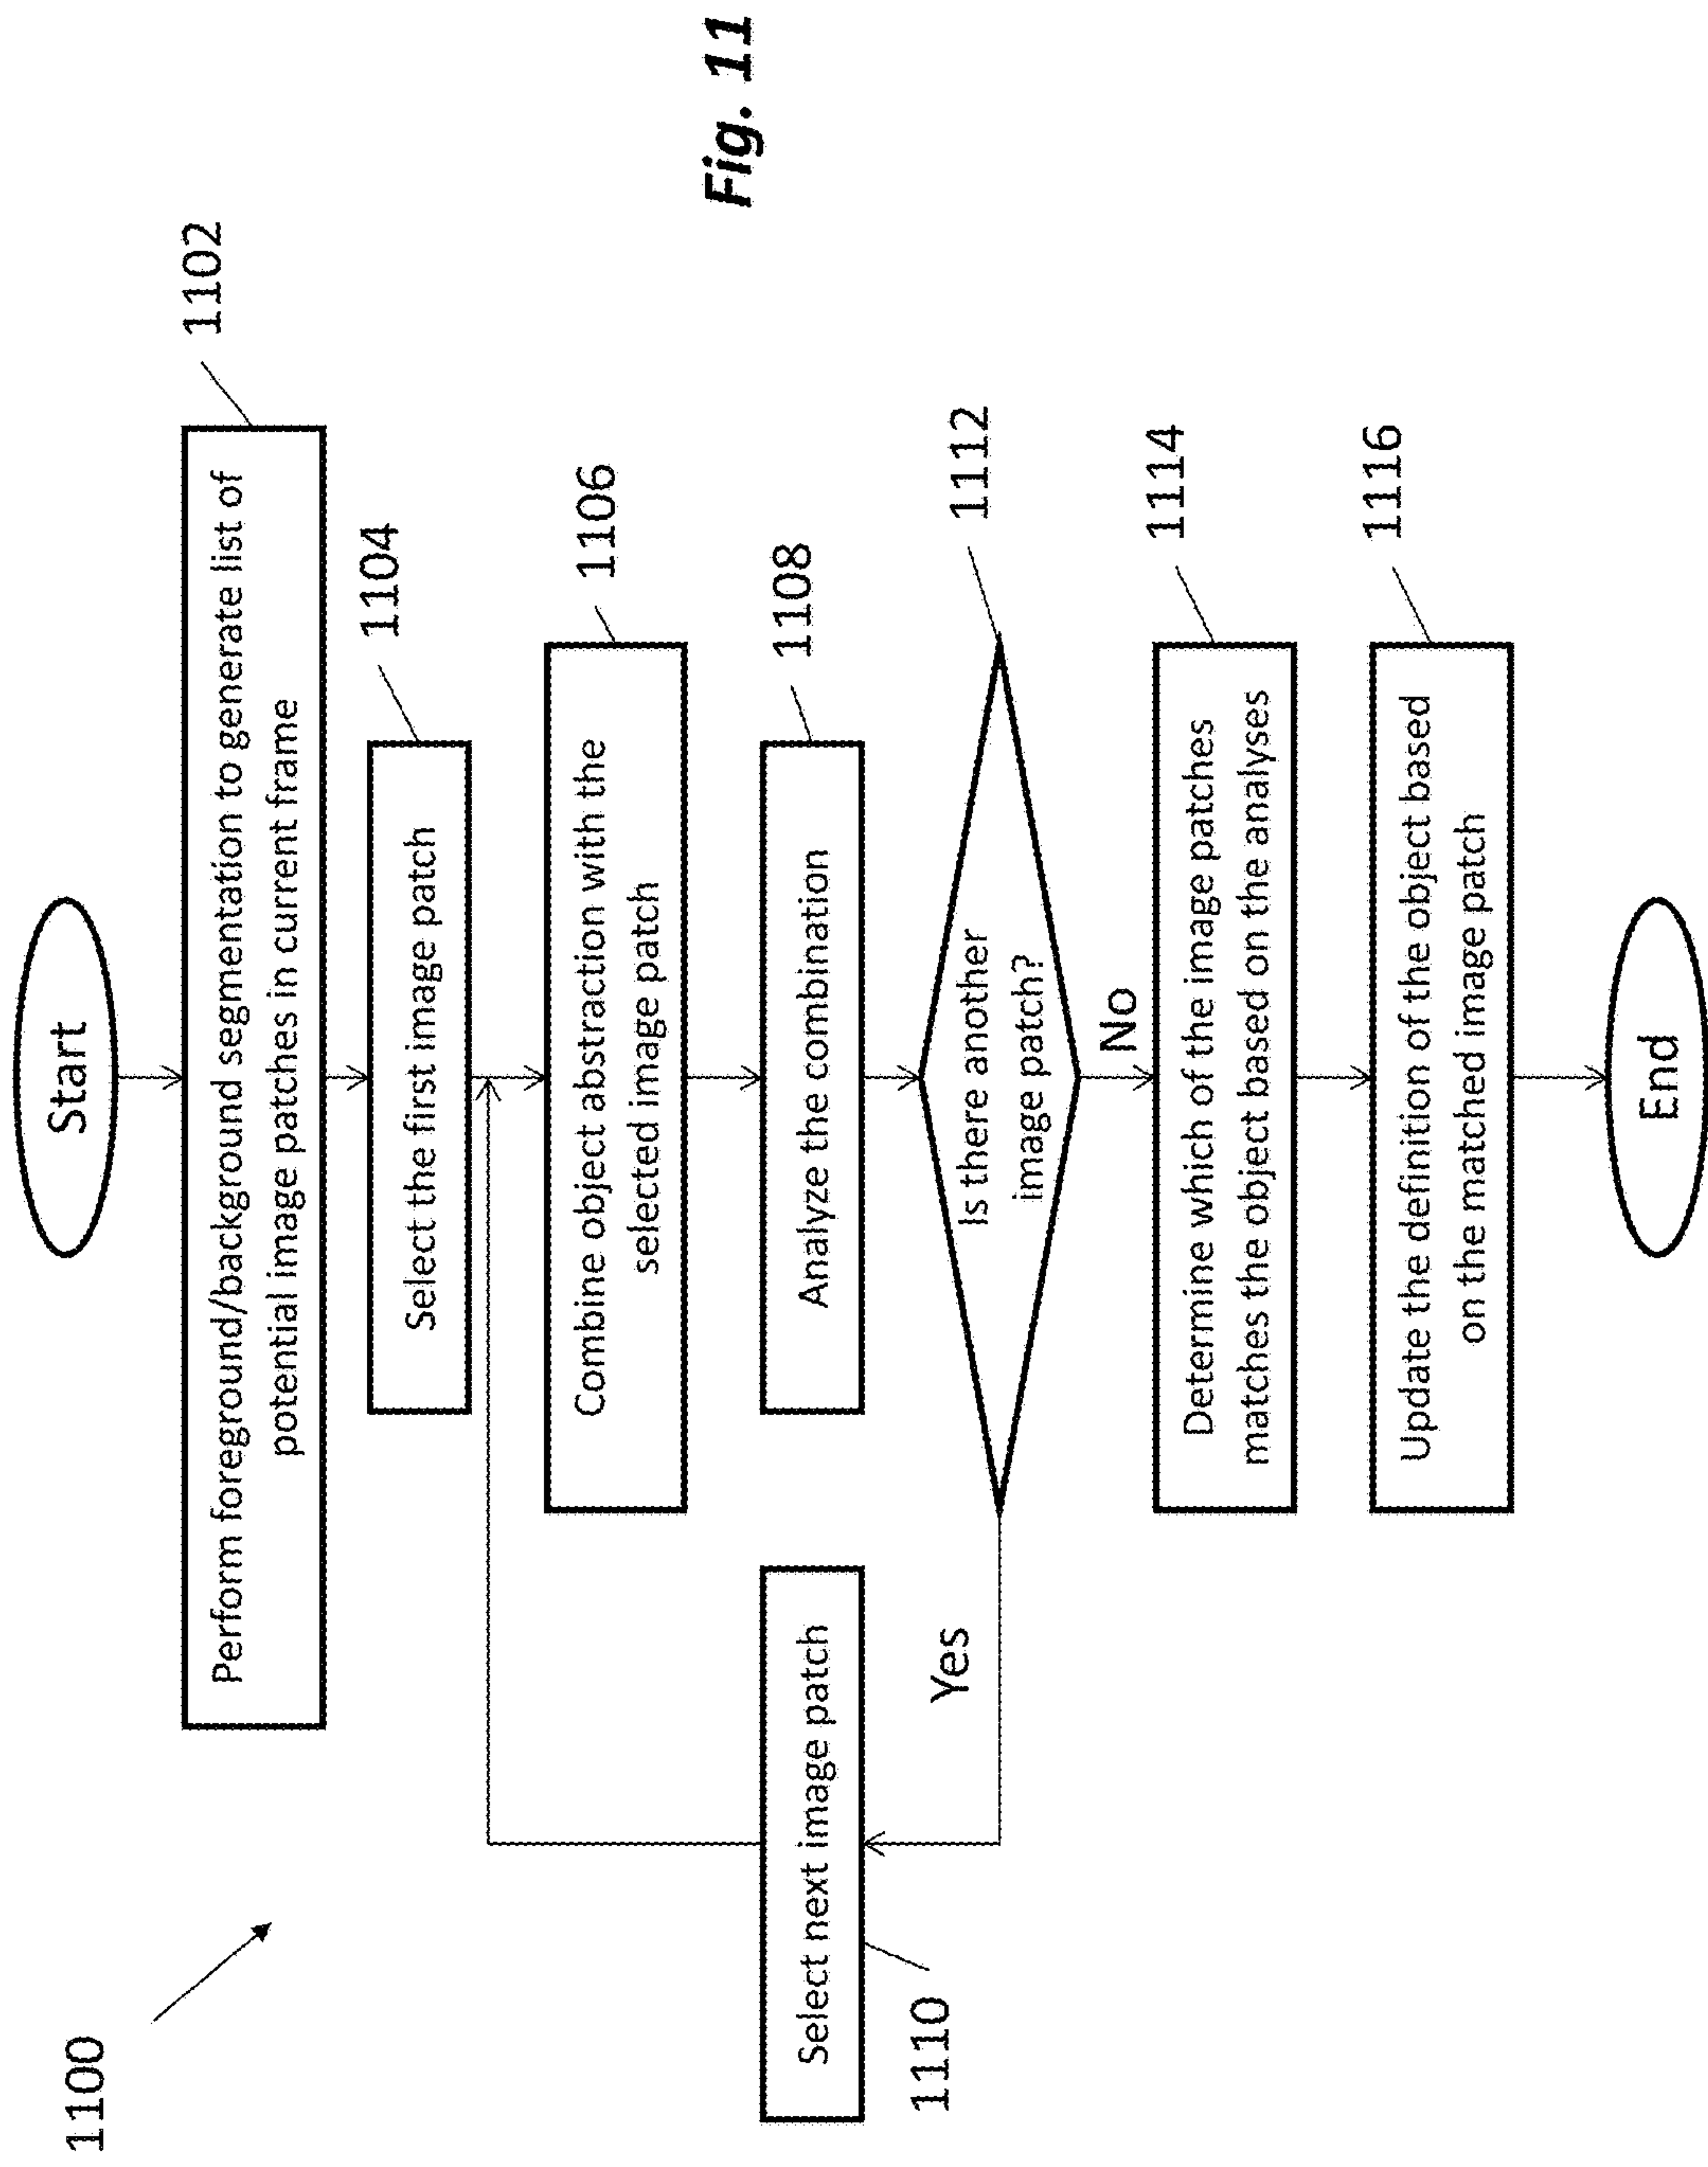 1100
Start
1102
Perform foreground/background segmentation to generate list of
potential image patches in current frame
1104
Select the first image patch
1106
Combine object abstraction with the
selected image patch
1108
Select next image patch
Analyze the combination
1110
Yes
1112
Is there another
image patch?
No
1114
Determine which of the image patches
matches the object based on the analyses
1116
Update the definition of the object based
on the matched image patch
End
Fig. 11